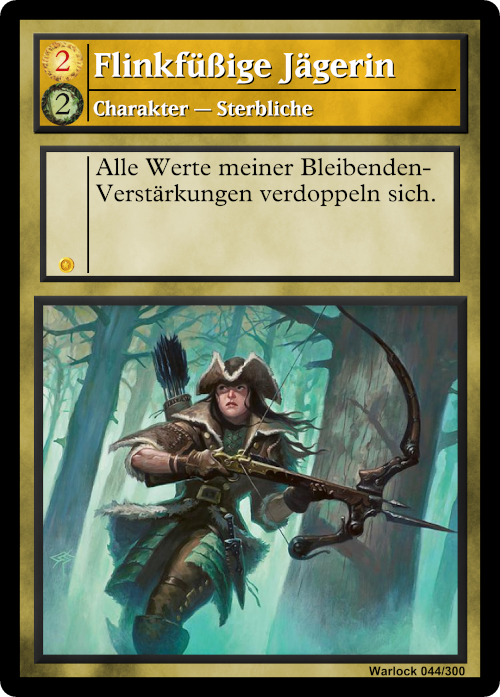 2 Flinkfüßige Jägerin
2 Charakter — Sterbliche
Alle Werte meiner Bleibenden-
Verstärkungen verdoppeln sich.
Warlock 044/300